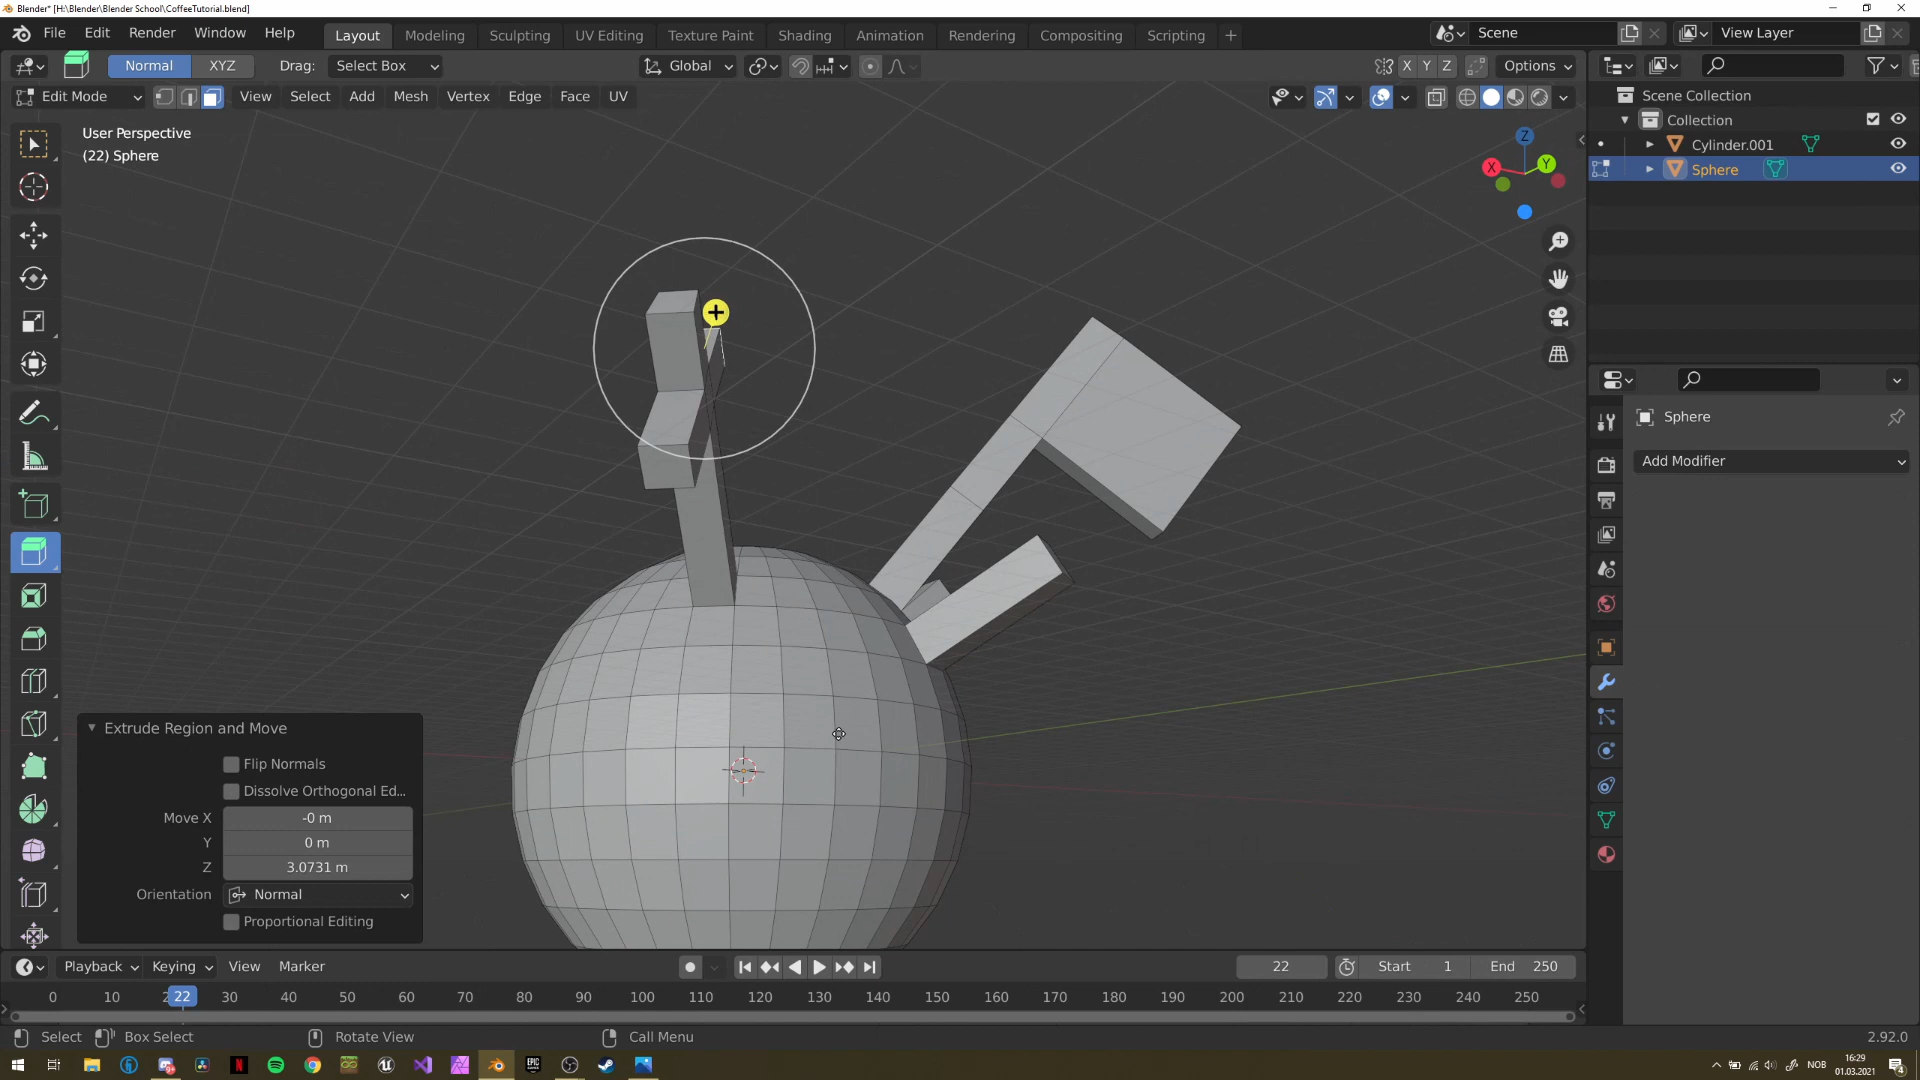 Blender* [H:\Blender\Blender School\CoffeeTutorial.blend]
File Edit Render Window Help Layout Modeling Sculpting UV Editing Texture Paint Shading Animation Rendering Compositing Scripting + Scene View Layer
Normal XYZ Drag: Select Box Global X Y Z Options
Edit Mode View Select Add Mesh Vertex Edge Face UV
Scene Collection
Collection
Cylinder.001
Sphere
User Perspective
(22) Sphere
Z
X
Y
Sphere
Add Modifier
Extrude Region and Move
Flip Normals
Dissolve Orthogonal Ed...
Move X -0 m
Y 0 m
Z 3.0731 m
Orientation Normal
Proportional Editing
Playback Keying View Marker 22 Start 1 End 250
0 10 2 22 30 40 50 60 70 80 90 100 110 120 130 140 150 160 170 180 190 200 210 220 230 240 250
Select Box Select Rotate View Call Menu 2.92.0
NOB
16:29
01.03.2021